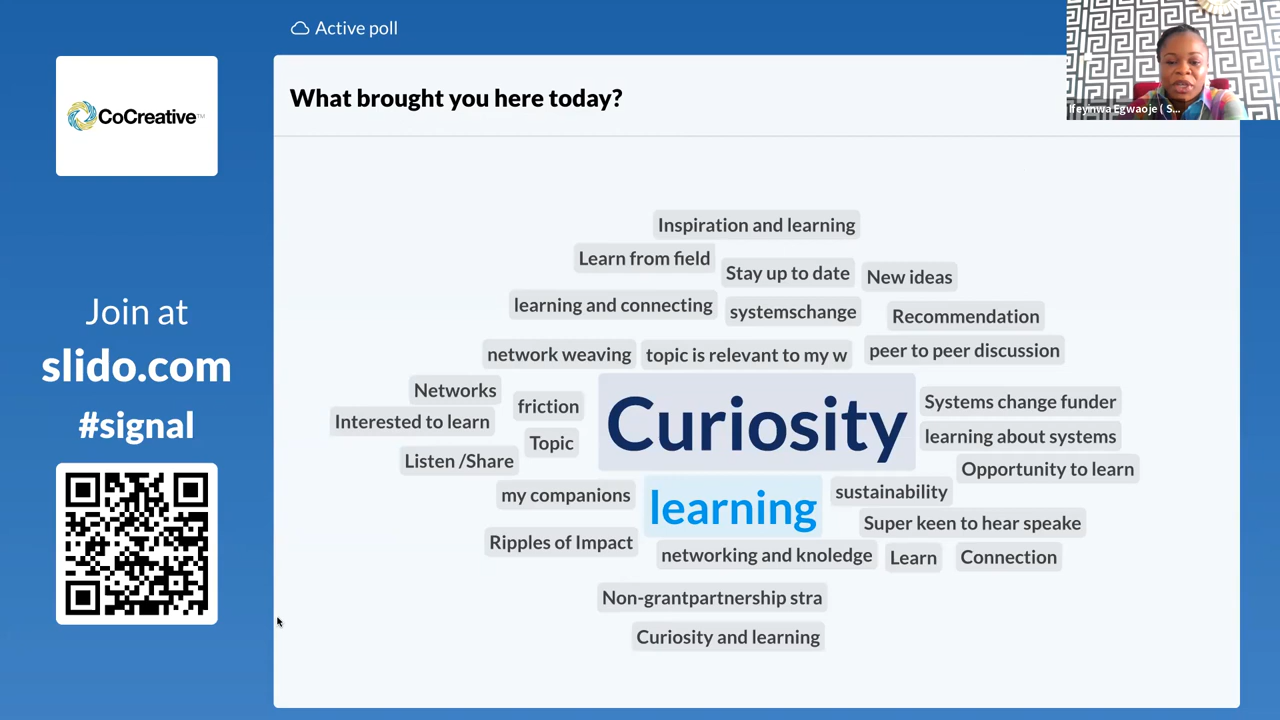 Active poll
CoCreative™
What brought you here today?
Ifeyinwa Egwaoje ( S...
Inspiration and learning
Learn from field
Stay up to date
New ideas
learning and connecting
systemschange
Recommendation
network weaving
topic is relevant to my w
peer to peer discussion
Networks
friction
Curiosity
Systems change funder
Interested to learn
Topic
learning about systems
Listen /Share
Opportunity to learn
my companions
learning
sustainability
Super keen to hear speake
Ripples of Impact
networking and knoledge
Learn
Connection
Non-grantpartnership stra
Curiosity and learning
Join at
slido.com
#signal